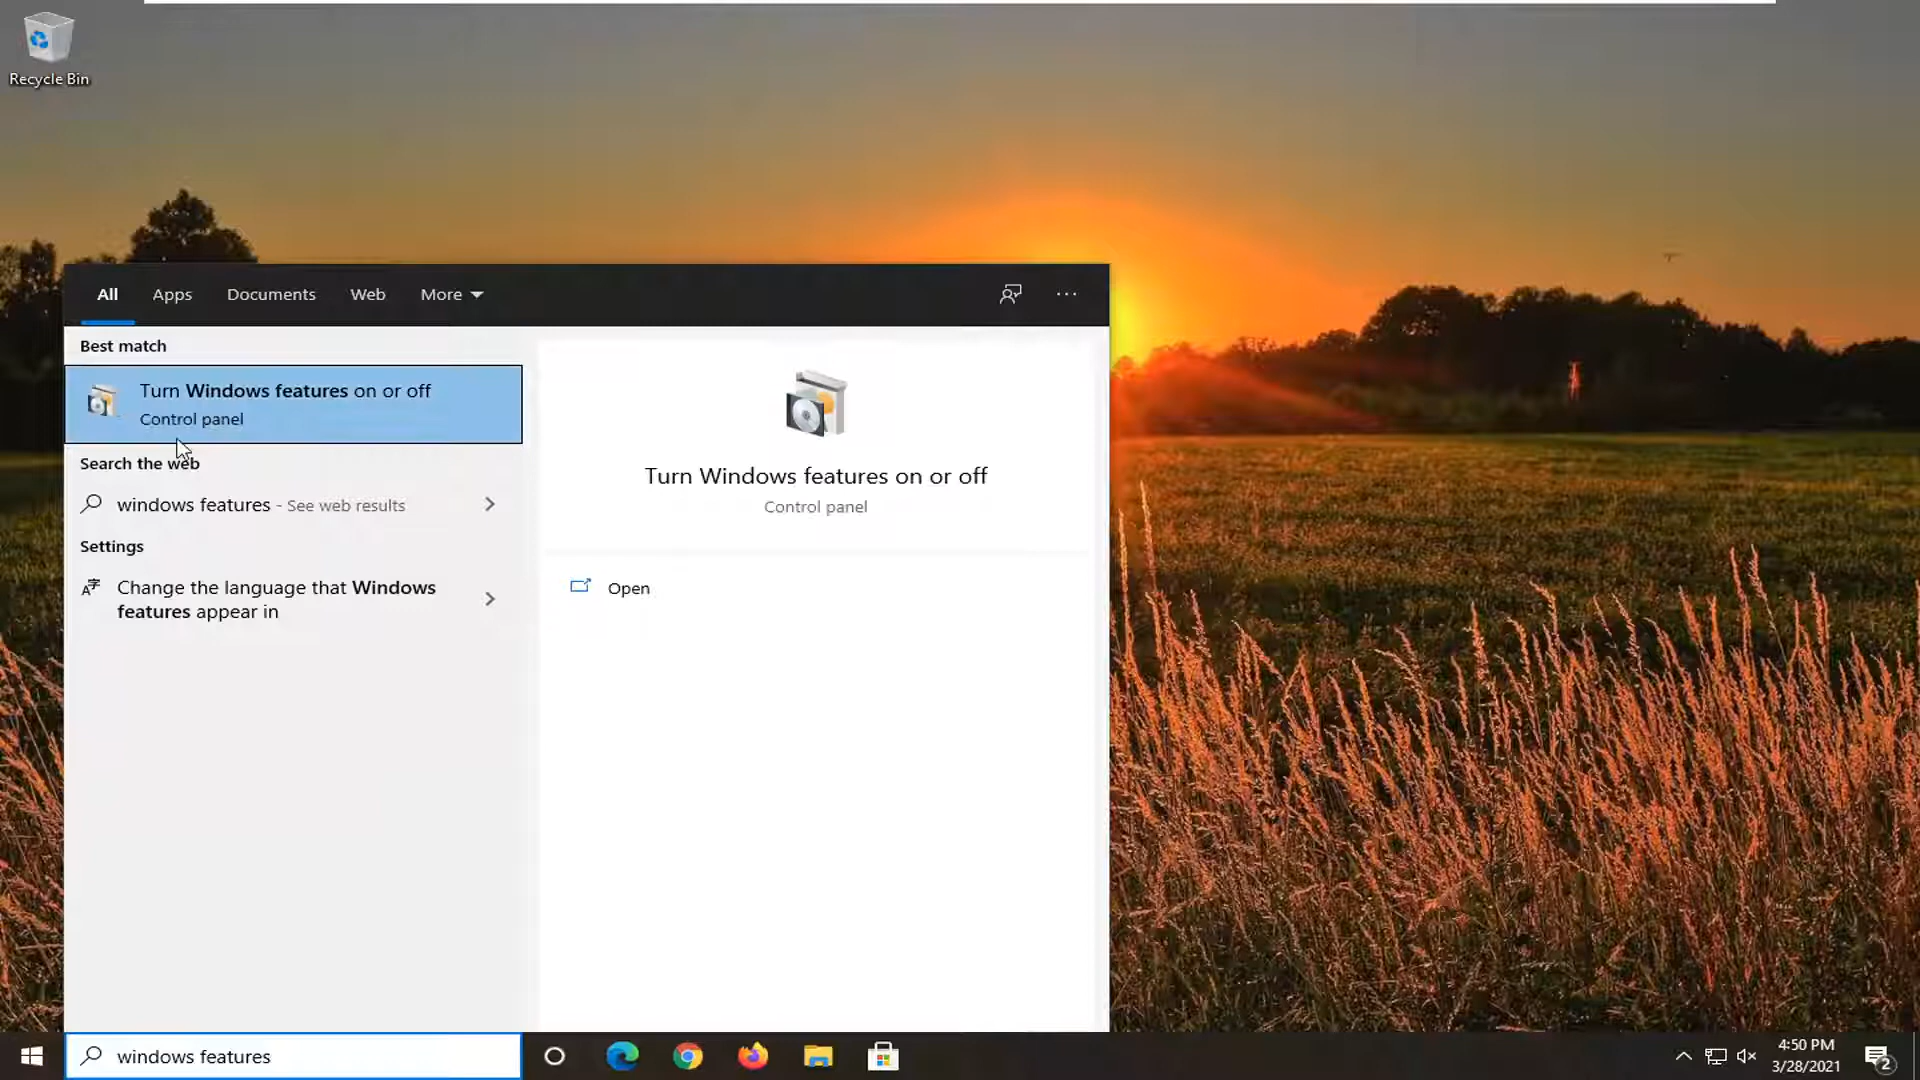 Recycle Bin
All Apps Documents Web More
Best match
Turn Windows features on or off
Control panel
Search the web
windows features - See web results
Settings
Change the language that Windows
features appear in
Turn Windows features on or off
Control panel
Open
windows features
4:50 PM
3/28/2021
2